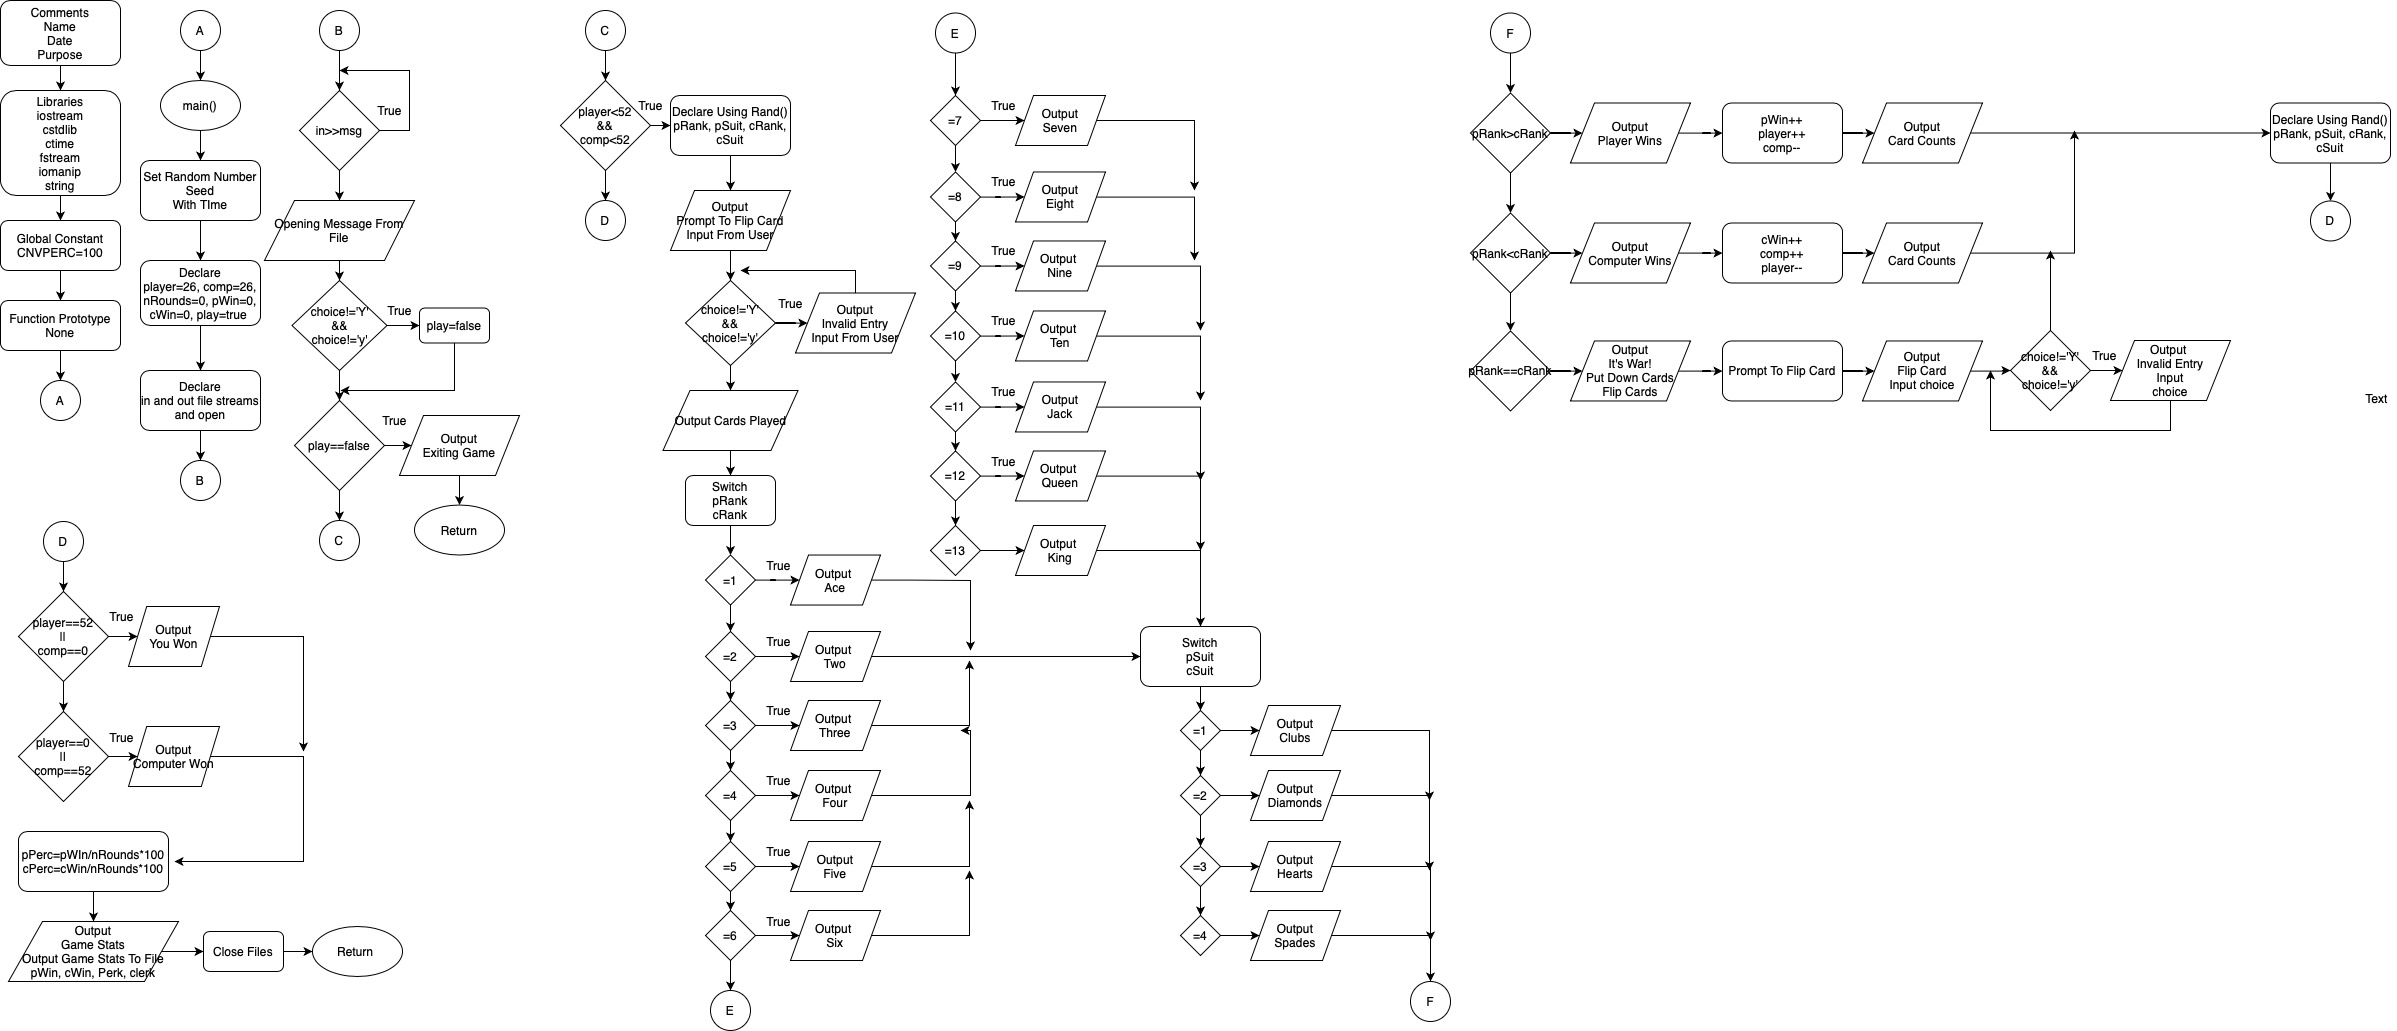 Comments
Name
Date
Purpose
Libraries
iostream
cstdlib
ctime
fstream
iomanip
string
Global Constant
CNVPERC=100
Function Prototype
None
A
A
main()
Set Random Number
Seed
With TIme
Declare
player=26, comp=26,
nRounds=0, pWin=0,
cWin=0, play=true
Declare
in and out file streams
and open
B
B
in>>msg
True
Opening Message From
File
choice!='Y'
&&
choice!='y'
True
play=false
play==false
True
Output
Exiting Game
Return
C
D
player==52
||
comp==0
True
Output
You Won
player==0
||
comp==52
True
Output
Computer Won
pPerc=pWIn/nRounds*100
cPerc=cWin/nRounds*100
Output
Game Stats
Output Game Stats To File
pWin, cWin, Perk, clerk
Close Files
Return
C
player<52
&&
comp<52
True
Declare Using Rand()
pRank, pSuit, cRank,
cSuit
D
Output
Prompt To Flip Card
Input From User
choice!='Y'
&&
choice!='y'
True
Output
Invalid Entry
Input From User
Output Cards Played
Switch
pRank
cRank
=1
True
Output
Ace
=2
True
Output
Two
=3
True
Output
Three
=4
True
Output
Four
=5
True
Output
Five
=6
True
Output
Six
E
E
=7
True
Output
Seven
=8
True
Output
Eight
=9
True
Output
Nine
=10
True
Output
Ten
=11
True
Output
Jack
=12
True
Output
Queen
=13
Output
King
Switch
pSuit
cSuit
=1
Output
Clubs
=2
Output
Diamonds
=3
Output
Hearts
=4
Output
Spades
F
F
pRank>cRank
Output
Player Wins
pWin++
player++
comp--
Output
Card Counts
Declare Using Rand()
pRank, pSuit, cRank,
cSuit
D
pRank<cRank
Output
Computer Wins
cWin++
comp++
player--
Output
Card Counts
pRank==cRank
Output
It's War!
Put Down Cards
Flip Cards
Prompt To Flip Card
Output
Flip Card
Input choice
choice!='Y'
&&
choice!='y'
True
Output
Invalid Entry
Input
choice
Text